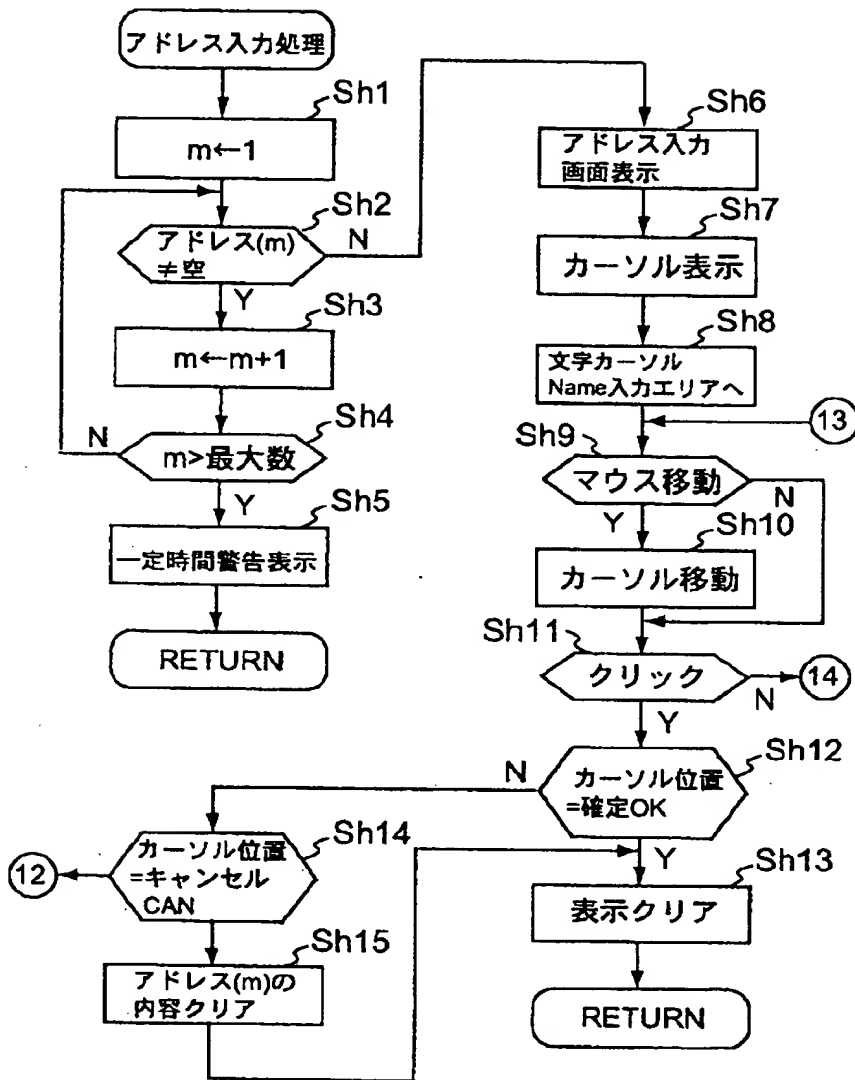 アドレス入力処理
Sh1
m←1
Sh2
アドレス(m)
≠空
N
Y
Sh3
m←m+1
Sh4
N
m>最大数
Y
Sh5
一定時間警告表示
RETURN
Sh6
アドレス入力
画面表示
Sh7
カーソル表示
Sh8
文字カーソル
Name入力エリアへ
13
Sh9
マウス移動
N
Y
Sh10
カーソル移動
Sh11
クリック
N
14
Y
Sh12
N
カーソル位置
=確定OK
Y
Sh13
表示クリア
RETURN
Sh14
カーソル位置
=キャンセル
CAN
12
Sh15
アドレス(m)の
内容クリア